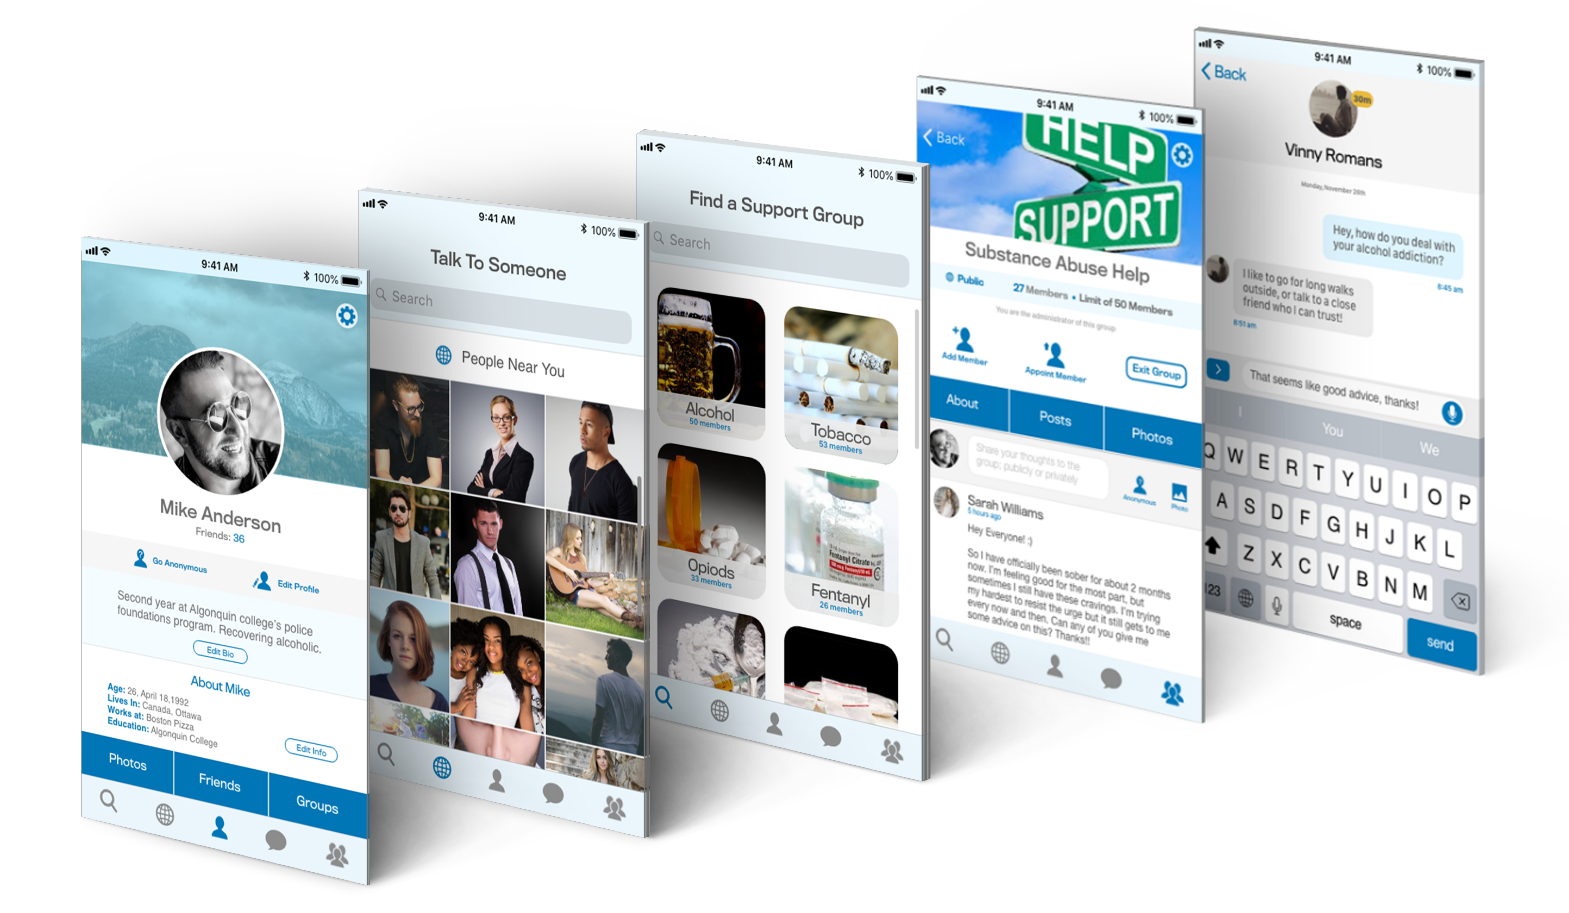 9:41 AM
100%
Mike Anderson
Friends: 36
Go Anonymous
Edit Profile
Second year at Algonquin college's police
foundations program. Recovering alcoholic.
Edit Bio
About Mike
Age: 26, April 18,1992
Lives In: Canada, Ottawa
Works at: Boston Pizza
Education: Algonquin College
Edit Info
Photos
Friends
Groups
9:41 AM
100%
Talk To Someone
Search
People Near You
9:41 AM
100%
Find a Support Group
Search
Alcohol
50 members
Tobacco
53 members
Opiods
33 members
Fentanyl Citrate
Fentanyl
26 members
9:41 AM
100%
Back
HELP
SUPPORT
Substance Abuse Help
Public
27 Members • Limit of 50 Members
You are the administrator of this group
Add Member
Appoint Member
Exit Group
About
Posts
Photos
Share your thoughts to the
group; publicly or privately
Anonymous
Photo
Sarah Williams
5 hours ago
Hey Everyone! :)
So I have officially been sober for about 2 months
now. I'm feeling good for the most part, but
sometimes I still have these cravings. I'm trying
my hardest to resist the urge but it still gets to me
every now and then. Can any of you give me
some advice on this? Thanks!!
9:41 AM
100%
Back
30m
Vinny Romans
Monday, November 26th
Hey, how do you deal with
your alcohol addiction?
8:45 am
I like to go for long walks
outside, or talk to a close
friend who I can trust!
8:51 am
That seems like good advice, thanks!
I
You
We
Q W E R T Y U I O P
A S D F G H J K L
Z X C V B N M
123
space
send